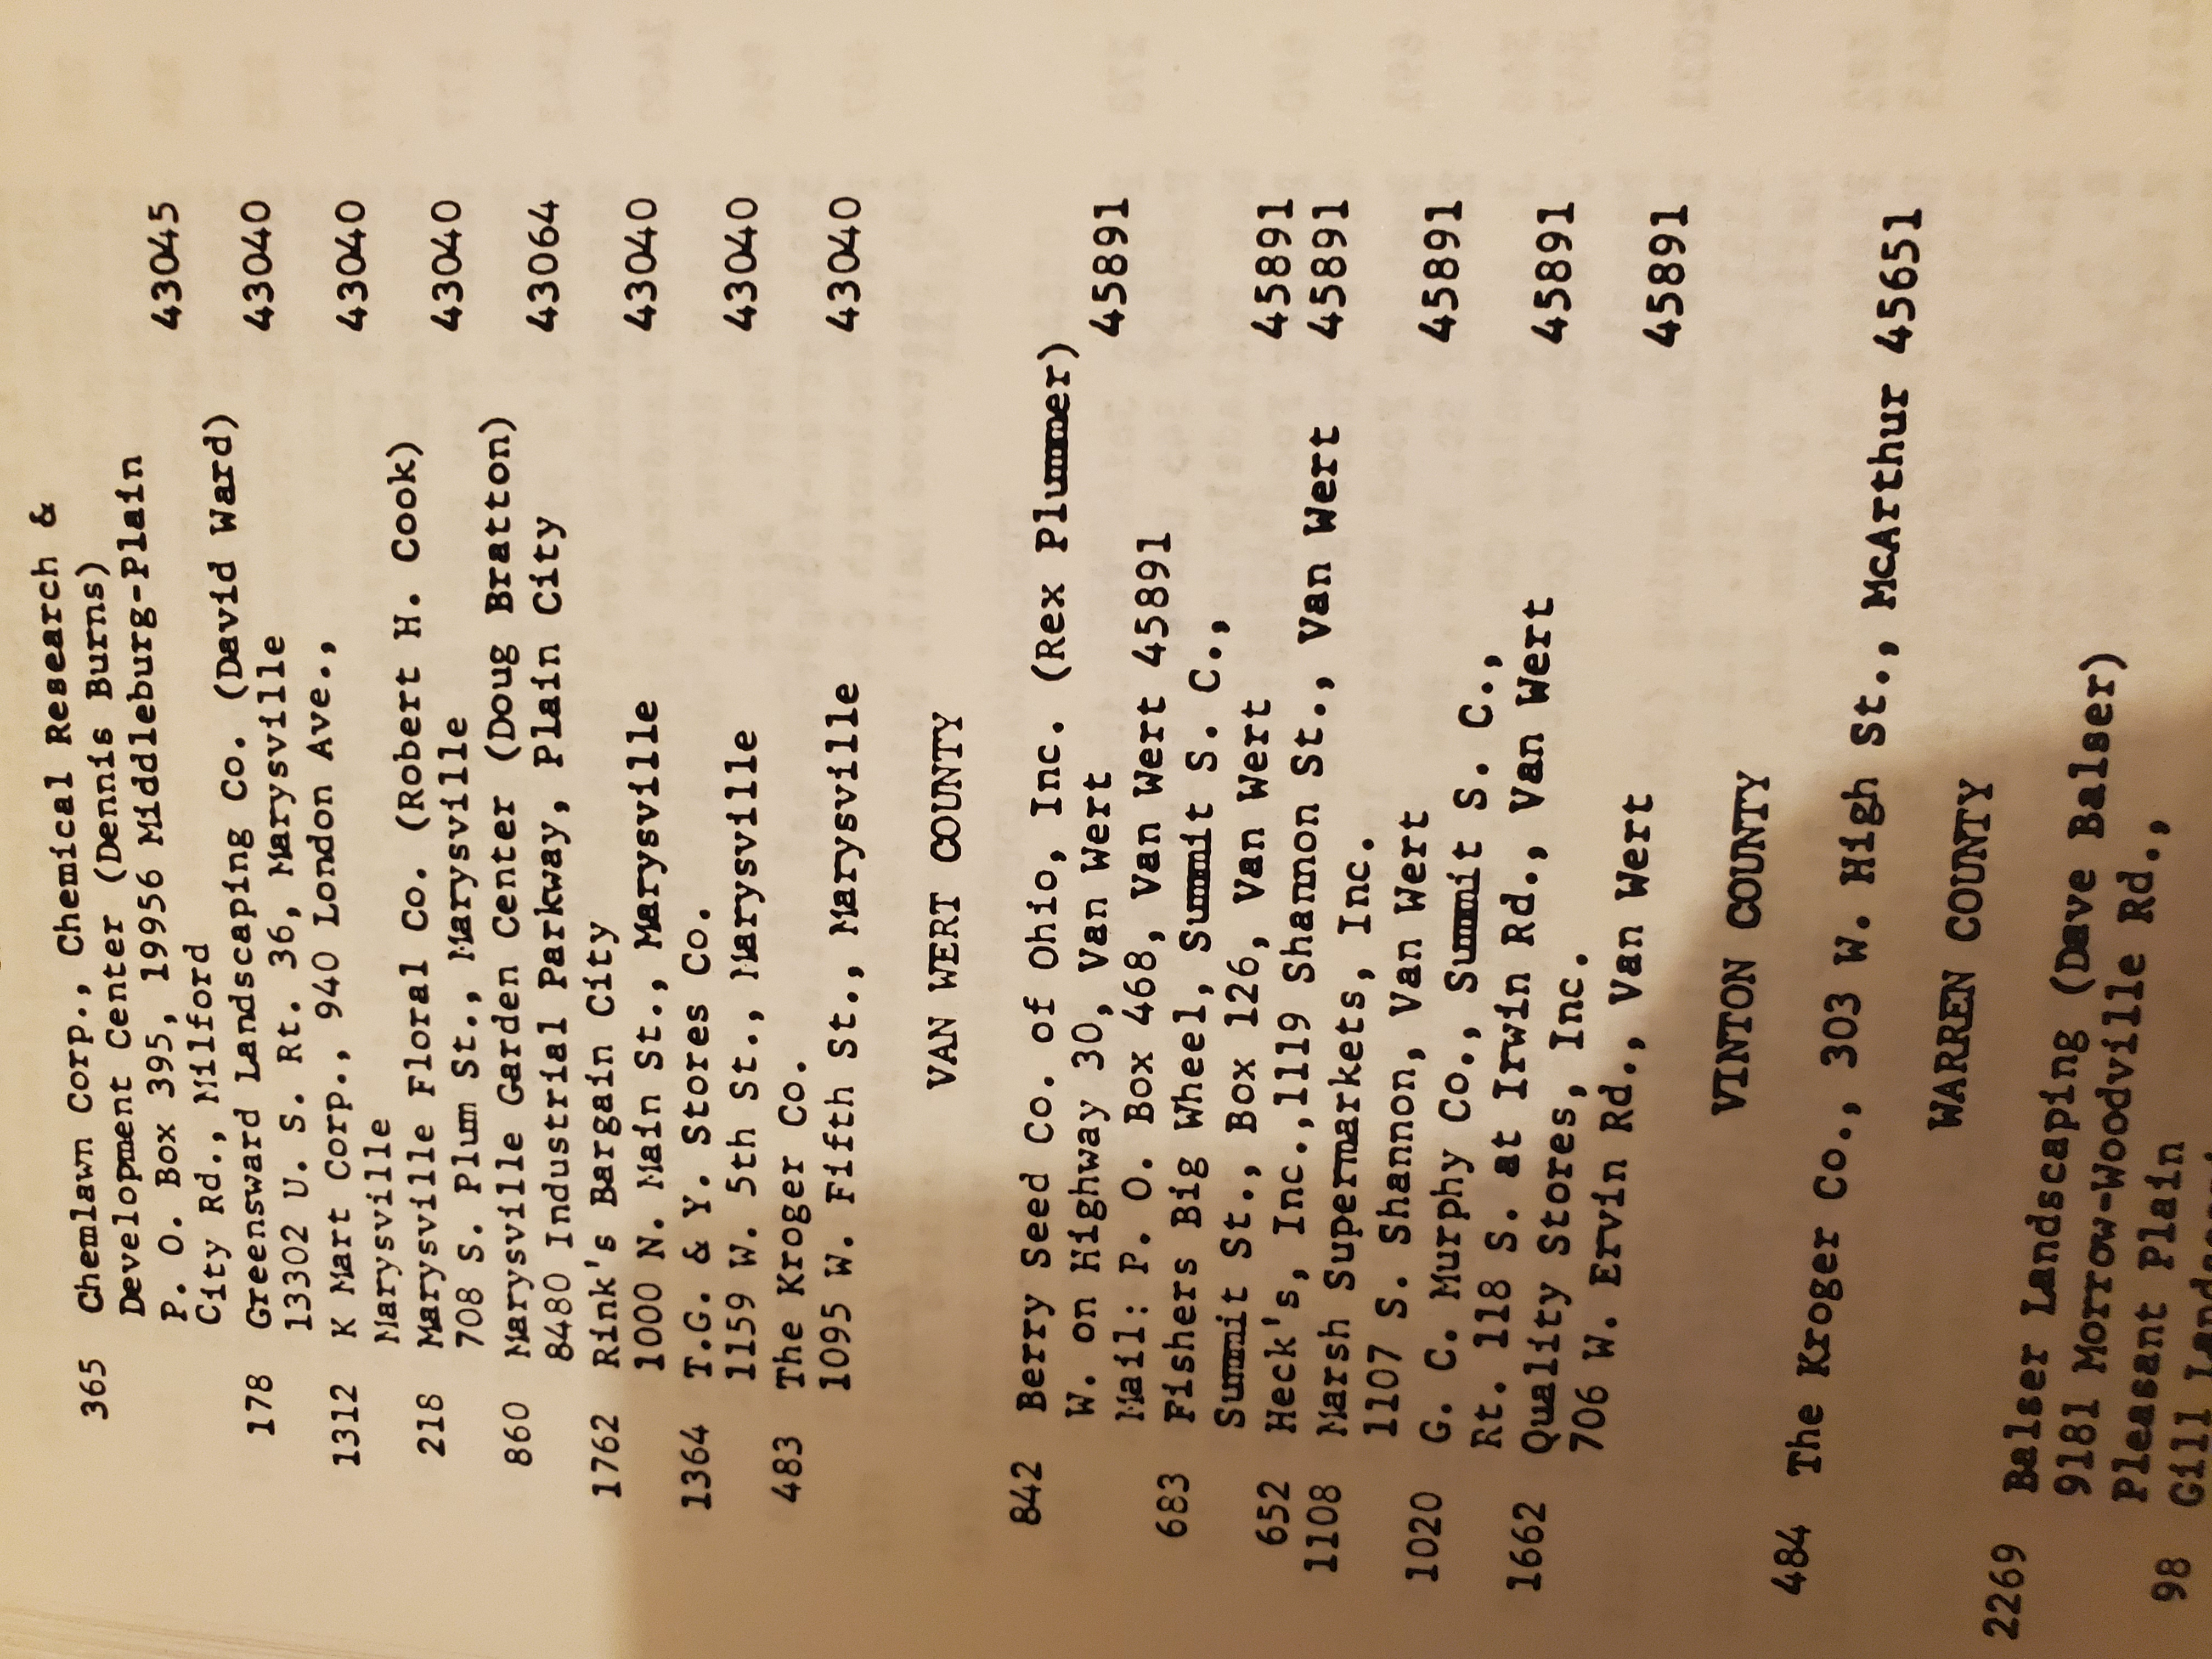 365 Chemlawn Corp., Chemical Research &
Development Center (Dennis Burns)
P. O. Box 395, 19956 Middleburg-Plain
City Rd., Milford 43045
178 Greensward Landscaping Co. (David Ward)
13302 U. S. Rt. 36, Marysville 43040
1312 K Mart Corp., 940 London Ave.,
Marysville 43040
218 Marysville Floral Co. (Robert H. Cook)
708 S. Plum St., Marysville 43040
860 Marysville Garden Center (Doug Bratton)
8480 Industrial Parkway, Plain City 43064
1762 Rink's Bargain City
1000 N. Main St., Marysville 43040
1364 T.G. & Y. Stores Co.
1159 W. 5th St., Marysville 43040
483 The Kroger Co.
1095 W. Fifth St., Marysville 43040
VAN WERT COUNTY
842 Berry Seed Co. of Ohio, Inc. (Rex Plummer)
W. on Highway 30, Van Wert 45891
Mail: P. O. Box 468, Van Wert 45891
683 Fishers Big Wheel, Summit S. C.,
Summit St., Box 126, Van Wert 45891
652 Heck's, Inc.,1119 Shannon St., Van Wert 45891
1108 Marsh Supermarkets, Inc.
1107 S. Shannon, Van Wert 45891
1020 G. C. Murphy Co., Summit S. C.,
Rt. 118 S. at Irwin Rd., Van Wert 45891
1662 Quality Stores, Inc.
706 W. Ervin Rd., Van Wert 45891
VINTON COUNTY
484 The Kroger Co., 303 W. High St., McArthur 45651
WARREN COUNTY
2269 Balser Landscaping (Dave Balser)
9181 Morrow-Woodville Rd.,
Pleasant Plain
98 Gill